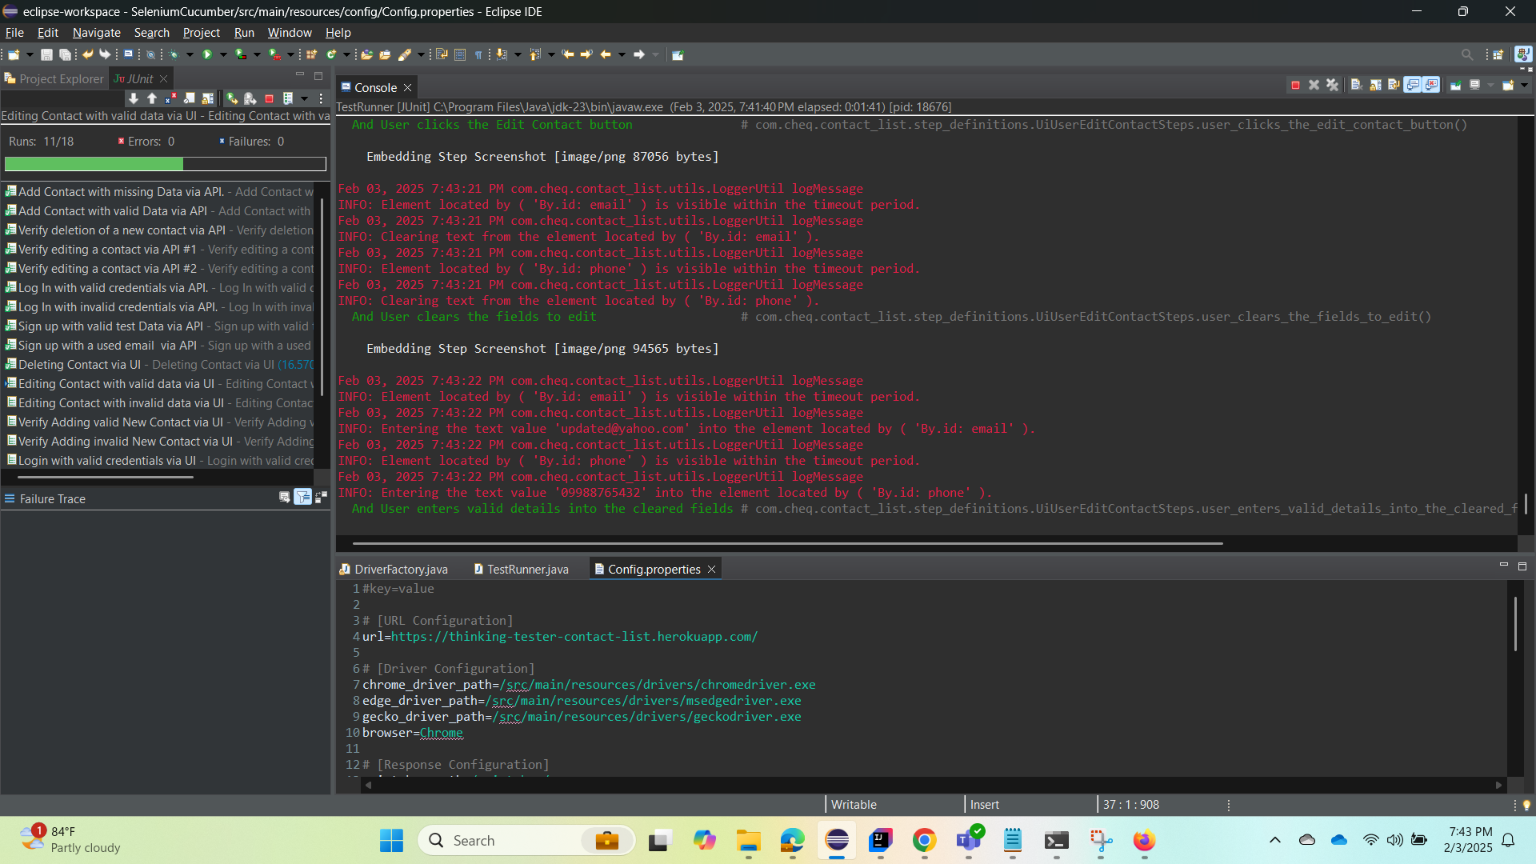 eclipse-workspace - SeleniumCucumber/src/main/resources/config/Config.properties - Eclipse IDE
File Edit Navigate Search Project Run Window Help
Project Explorer
JUnit
Editing Contact with valid data via UI - Editing Contact with va
Runs: 11/18 Errors: 0 Failures: 0
Add Contact with missing Data via API. - Add Contact w
Add Contact with valid Data via API - Add Contact with
Verify deletion of a new contact via API - Verify deletion
Verify editing a contact via API #1 - Verify editing a cont
Verify editing a contact via API #2 - Verify editing a cont
Log In with valid credentials via API. - Log In with valid c
Log In with invalid credentials via API. - Log In with inva
Sign up with valid test Data via API - Sign up with valid
Sign up with a used email via API - Sign up with a used
Deleting Contact via UI - Deleting Contact via UI (16.570
Editing Contact with valid data via UI - Editing Contact
Editing Contact with invalid data via UI - Editing Contac
Verify Adding valid New Contact via UI - Verify Adding v
Verify Adding invalid New Contact via UI - Verify Adding
Login with valid credentials via UI - Login with valid cred
Failure Trace
Console
TestRunner [JUnit] C:\Program Files\Java\jdk-23\bin\javaw.exe (Feb 3, 2025, 7:41:40 PM elapsed: 0:01:41) [pid: 18676]
And User clicks the Edit Contact button # com.cheq.contact_list.step_definitions.UiUserEditContactSteps.user_clicks_the_edit_contact_button()
Embedding Step Screenshot [image/png 87056 bytes]
Feb 03, 2025 7:43:21 PM com.cheq.contact_list.utils.LoggerUtil logMessage
INFO: Element located by ( 'By.id: email' ) is visible within the timeout period.
Feb 03, 2025 7:43:21 PM com.cheq.contact_list.utils.LoggerUtil logMessage
INFO: Clearing text from the element located by ( 'By.id: email' ).
Feb 03, 2025 7:43:21 PM com.cheq.contact_list.utils.LoggerUtil logMessage
INFO: Element located by ( 'By.id: phone' ) is visible within the timeout period.
Feb 03, 2025 7:43:21 PM com.cheq.contact_list.utils.LoggerUtil logMessage
INFO: Clearing text from the element located by ( 'By.id: phone' ).
And User clears the fields to edit # com.cheq.contact_list.step_definitions.UiUserEditContactSteps.user_clears_the_fields_to_edit()
Embedding Step Screenshot [image/png 94565 bytes]
Feb 03, 2025 7:43:22 PM com.cheq.contact_list.utils.LoggerUtil logMessage
INFO: Element located by ( 'By.id: email' ) is visible within the timeout period.
Feb 03, 2025 7:43:22 PM com.cheq.contact_list.utils.LoggerUtil logMessage
INFO: Entering the text value 'updated@yahoo.com' into the element located by ( 'By.id: email' ).
Feb 03, 2025 7:43:22 PM com.cheq.contact_list.utils.LoggerUtil logMessage
INFO: Element located by ( 'By.id: phone' ) is visible within the timeout period.
Feb 03, 2025 7:43:22 PM com.cheq.contact_list.utils.LoggerUtil logMessage
INFO: Entering the text value '09988765432' into the element located by ( 'By.id: phone' ).
And User enters valid details into the cleared fields # com.cheq.contact_list.step_definitions.UiUserEditContactSteps.user_enters_valid_details_into_the_cleared_f
DriverFactory.java TestRunner.java Config.properties
1 #key=value
2
3 # [URL Configuration]
4 url=https://thinking-tester-contact-list.herokuapp.com/
5
6 # [Driver Configuration]
7 chrome_driver_path=/src/main/resources/drivers/chromedriver.exe
8 edge_driver_path=/src/main/resources/drivers/msedgedriver.exe
9 gecko_driver_path=/src/main/resources/drivers/geckodriver.exe
10 browser=Chrome
11
12 # [Response Configuration]
Writable Insert 37 : 1 : 908
1
84°F
Partly cloudy
Search
7:43 PM
2/3/2025